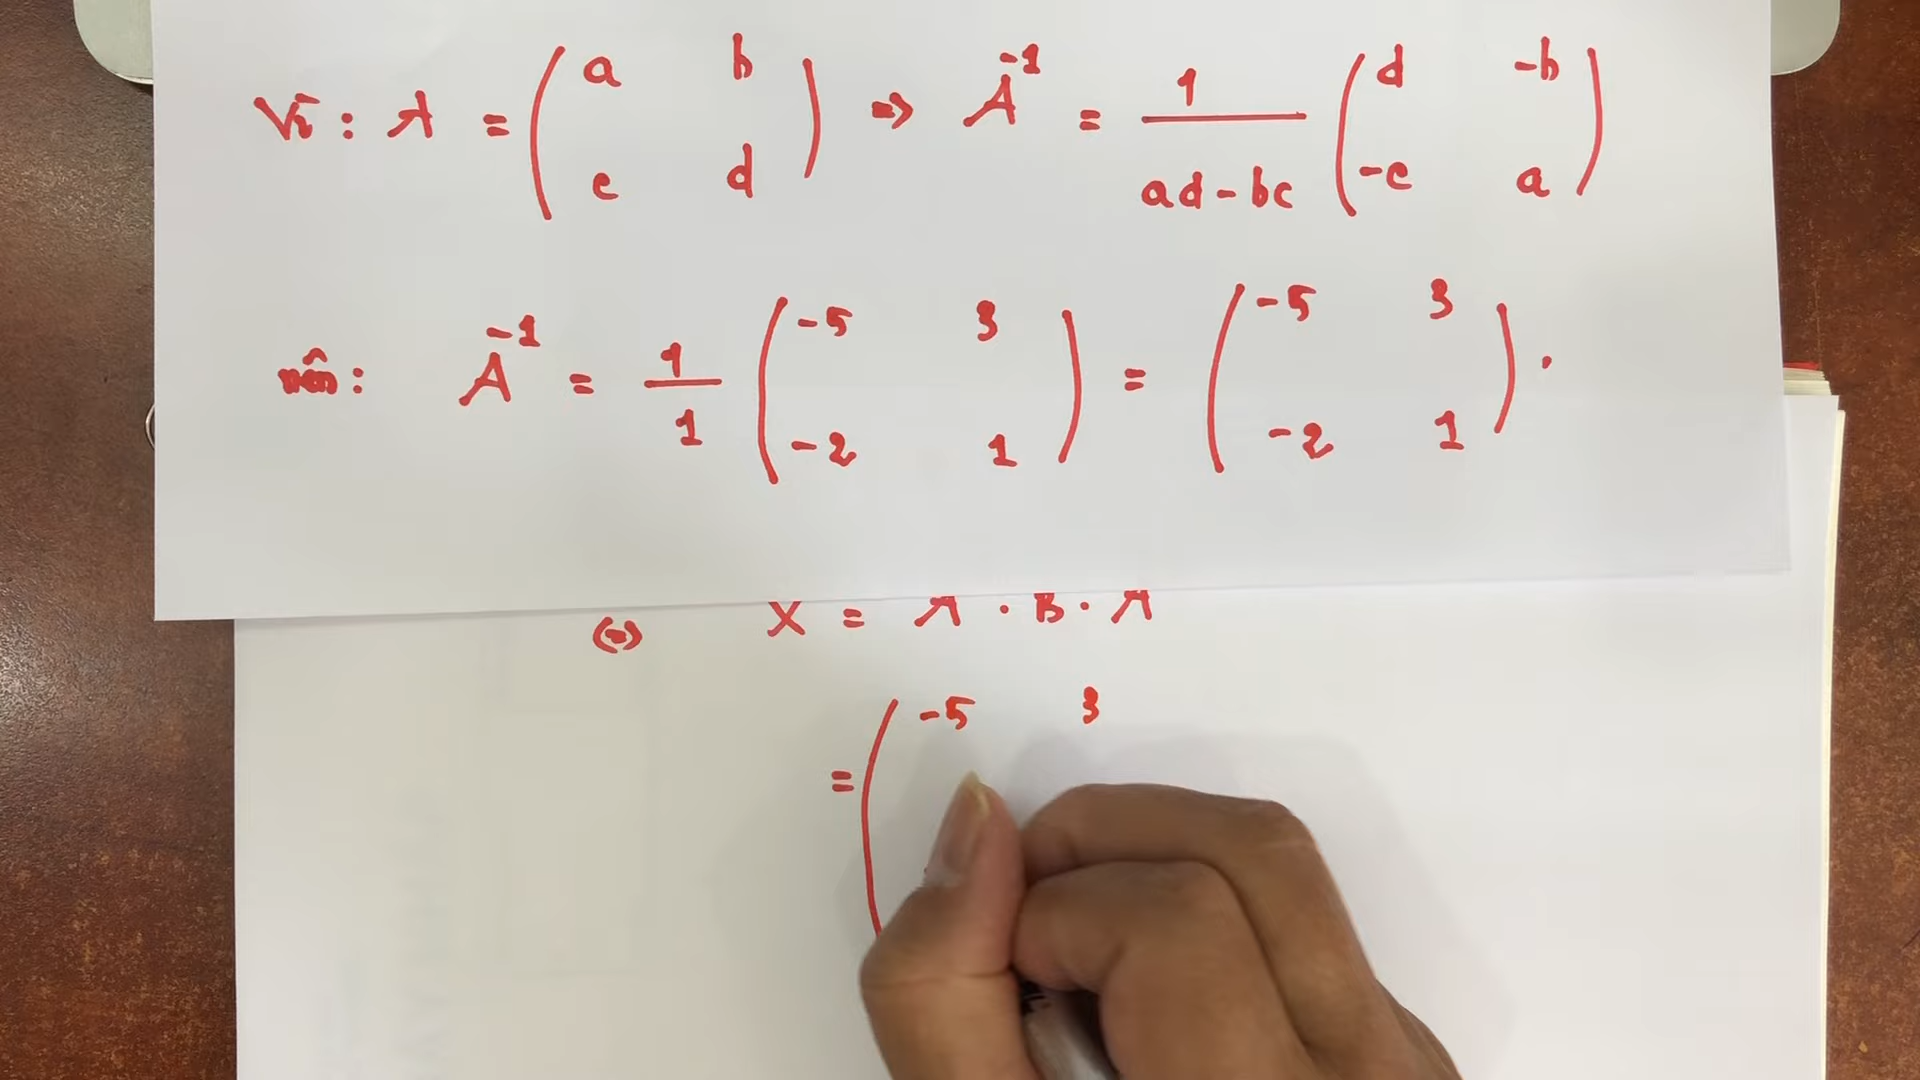 Vì: A = ( a b ) => A^-1 = 1/(ad - bc) ( d -b )
( c d ) ( -c a )
nên: A^-1 = 1/1 ( -5 3 ) = ( -5 3 ) .
( -2 1 ) ( -2 1 )
(=) X = A . B . A
= ( -5 3